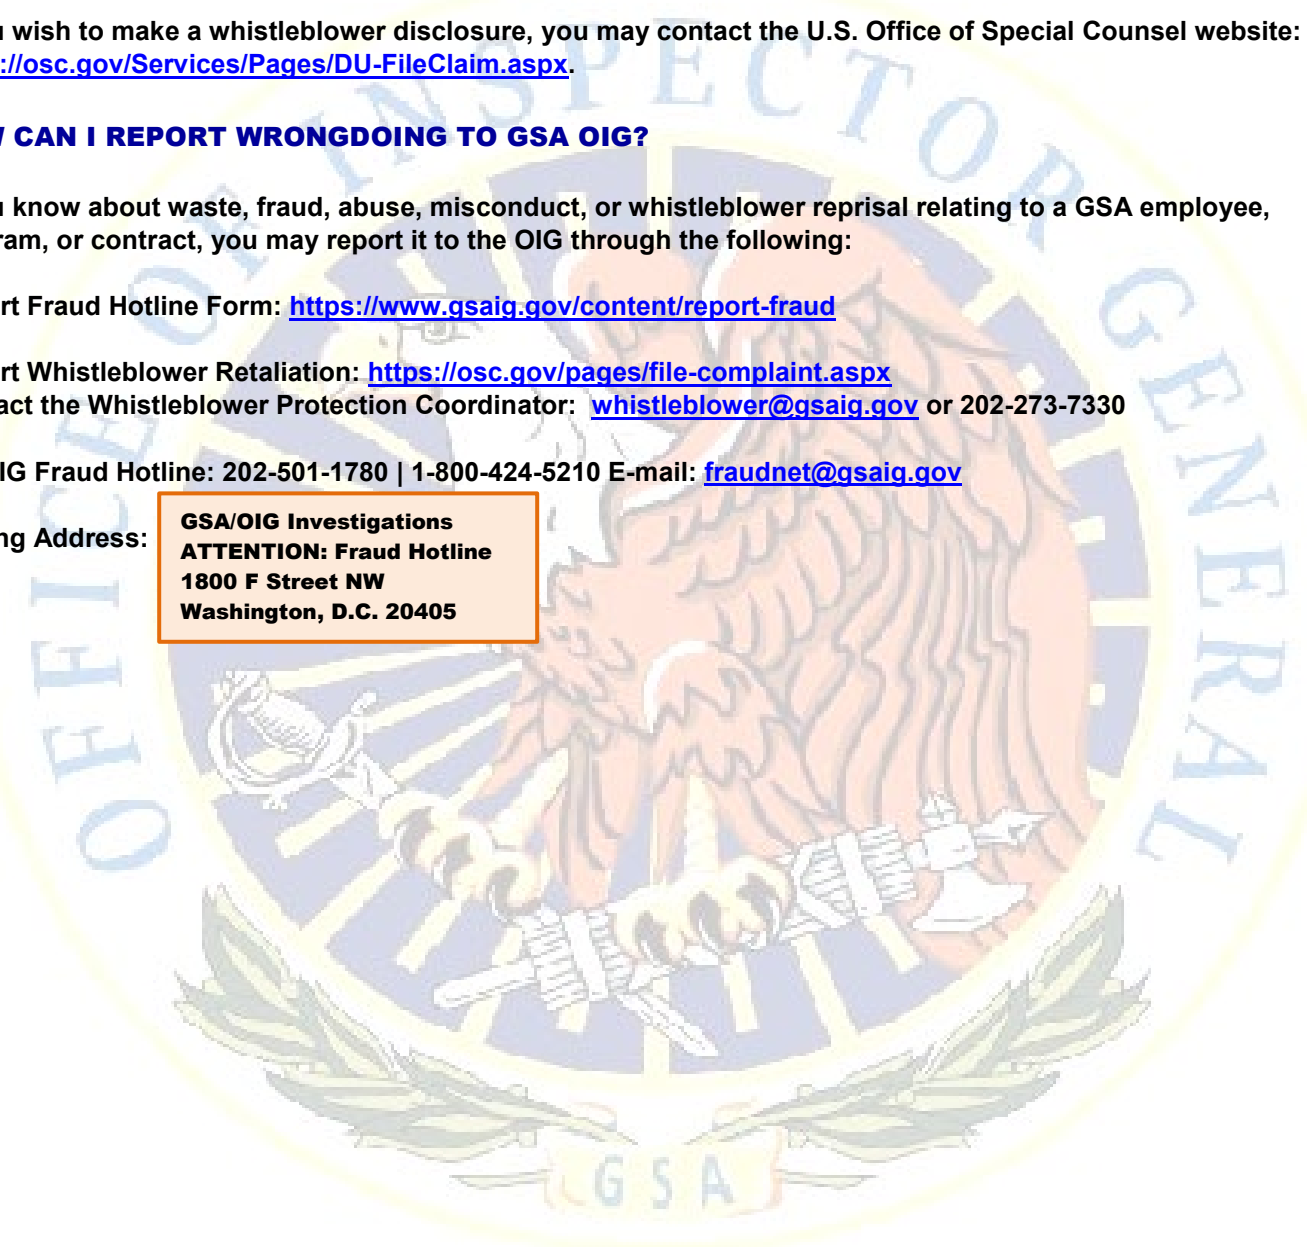 u wish to make a whistleblower disclosure, you may contact the U.S. Office of Special Counsel website:
://osc.gov/Services/Pages/DU-FileClaim.aspx.
W CAN I REPORT WRONGDOING TO GSA OIG?
u know about waste, fraud, abuse, misconduct, or whistleblower reprisal relating to a GSA employee,
ram, or contract, you may report it to the OIG through the following:
rt Fraud Hotline Form: https://www.gsaig.gov/content/report-fraud
rt Whistleblower Retaliation: https://osc.gov/pages/file-complaint.aspx
act the Whistleblower Protection Coordinator: whistleblower@gsaig.gov or 202-273-7330
IG Fraud Hotline: 202-501-1780 | 1-800-424-5210 E-mail: fraudnet@gsaig.gov
ng Address:
GSA/OIG Investigations
ATTENTION: Fraud Hotline
1800 F Street NW
Washington, D.C. 20405
OFFICE OF INSPECTOR GENERAL
GSA